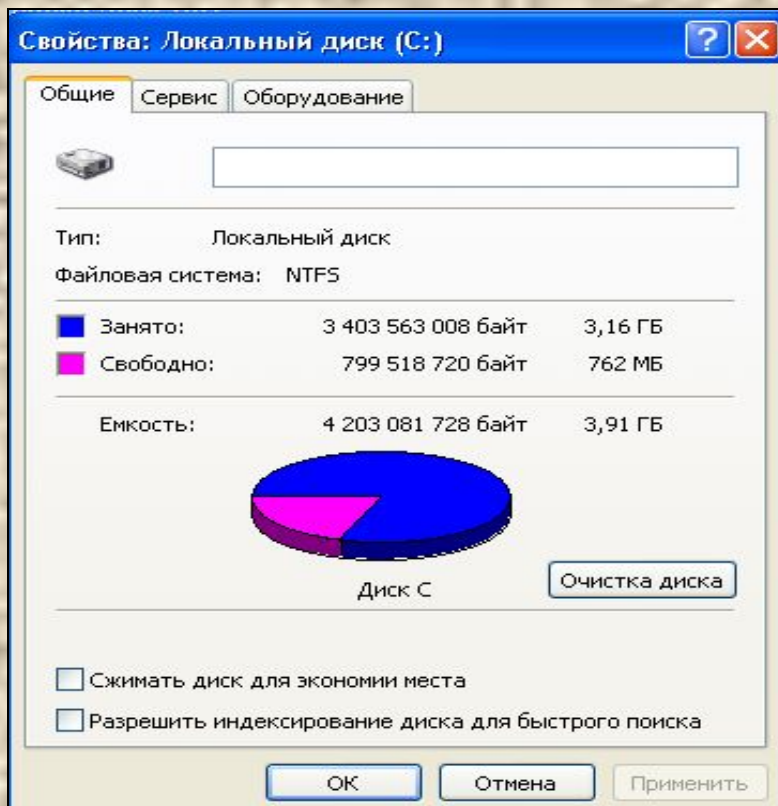 Свойства: Локальный диск (C:)
?
Общие Сервис Оборудование
Тип: Локальный диск
Файловая система: NTFS
Занято: 3 403 563 008 байт 3,16 ГБ
Свободно: 799 518 720 байт 762 МБ
Емкость: 4 203 081 728 байт 3,91 ГБ
Диск C
Очистка диска
Сжимать диск для экономии места
Разрешить индексирование диска для быстрого поиска
ОК Отмена Применить